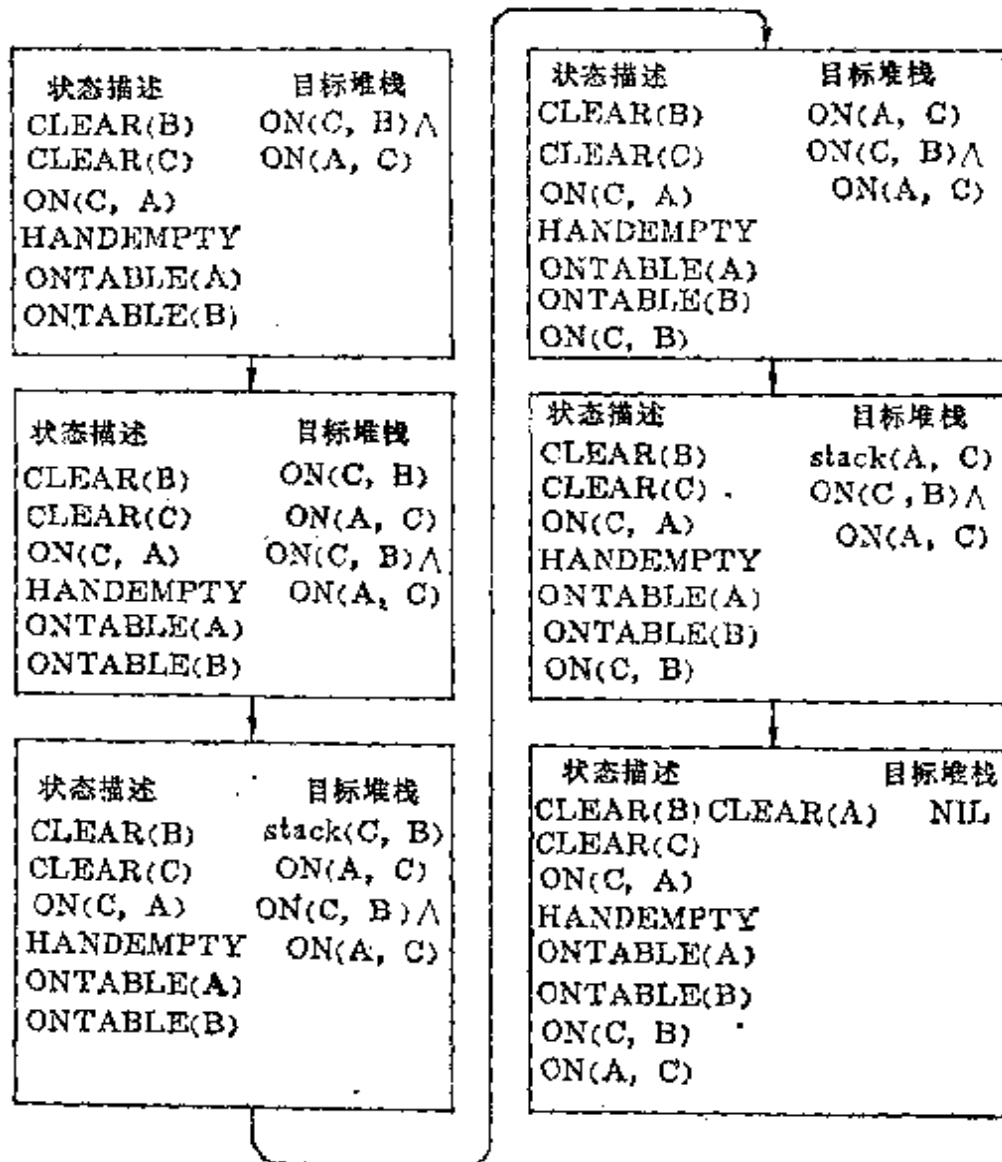 状态描述 目标堆栈
CLEAR(B) ON(C, B)∧
CLEAR(C) ON(A, C)
ON(C, A)
HANDEMPTY
ONTABLE(A)
ONTABLE(B)
状态描述 目标堆栈
CLEAR(B) ON(C, B)
CLEAR(C) ON(A, C)
ON(C, A) ON(C, B)∧
HANDEMPTY ON(A, C)
ONTABLE(A)
ONTABLE(B)
状态描述 目标堆栈
CLEAR(B) stack(C, B)
CLEAR(C) ON(A, C)
ON(C, A) ON(C, B)∧
HANDEMPTY ON(A, C)
ONTABLE(A)
ONTABLE(B)
状态描述 目标堆栈
CLEAR(B) ON(A, C)
CLEAR(C) ON(C, B)∧
ON(C, A) ON(A, C)
HANDEMPTY
ONTABLE(A)
ONTABLE(B)
ON(C, B)
状态描述 目标堆栈
CLEAR(B) stack(A, C)
CLEAR(C) ON(C, B)∧
ON(C, A) ON(A, C)
HANDEMPTY
ONTABLE(A)
ONTABLE(B)
ON(C, B)
状态描述 目标堆栈
CLEAR(B) CLEAR(A) NIL
CLEAR(C)
ON(C, A)
HANDEMPTY
ONTABLE(A)
ONTABLE(B)
ON(C, B)
ON(A, C)